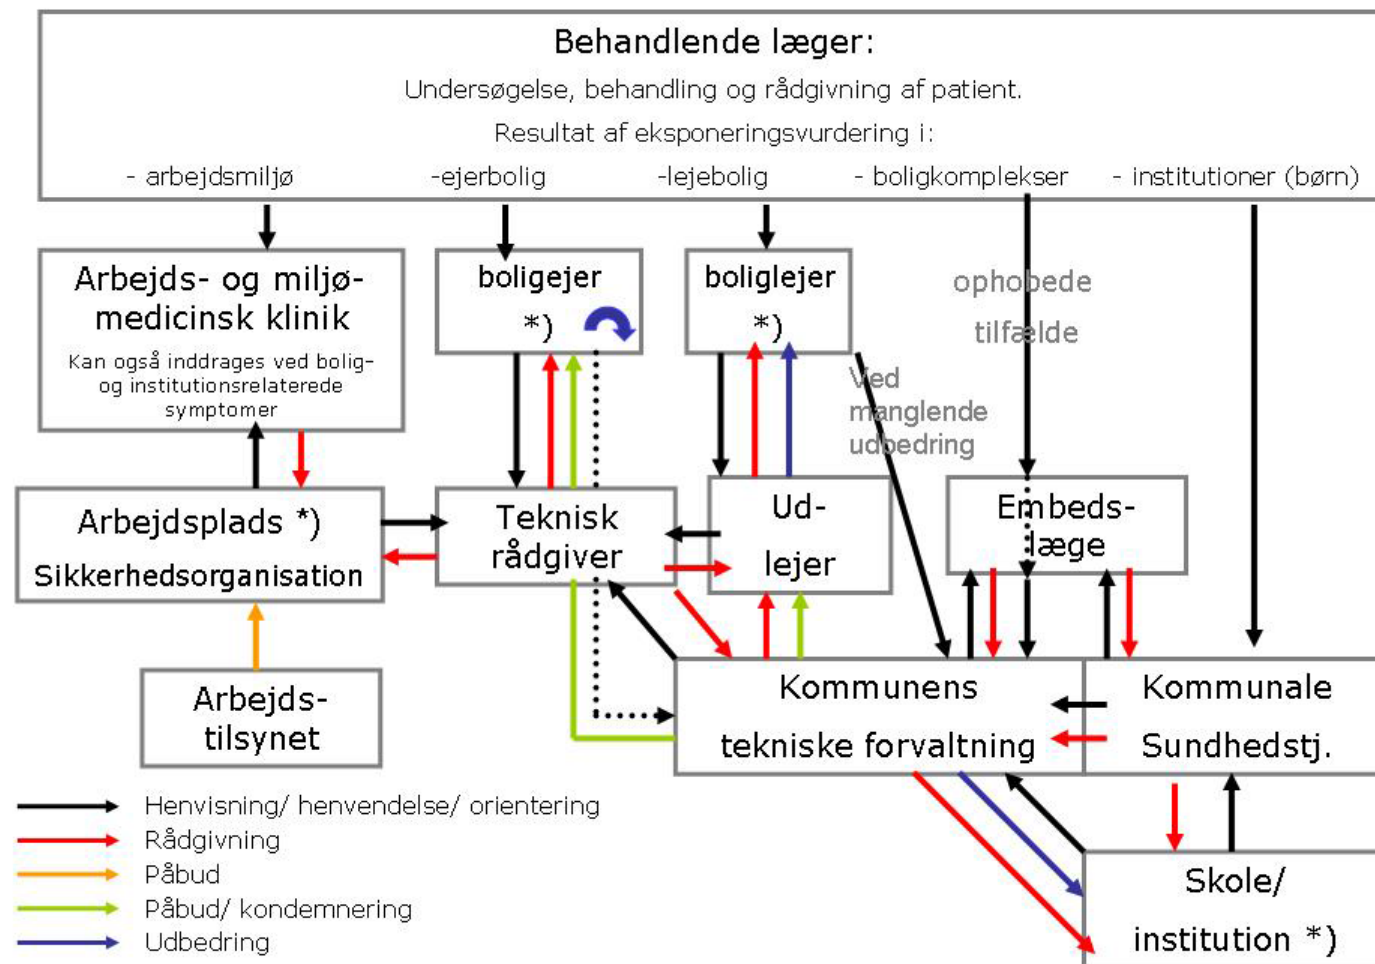 Behandlende læger:
Undersøgelse, behandling og rådgivning af patient.
Resultat af eksponeringsvurdering i:
- arbejdsmiljø
-ejerbolig
-lejebolig
- boligkomplekser
- institutioner (børn)
Arbejds- og miljø-
medicinsk klinik
Kan også inddrages ved bolig-
og institutionsrelaterede
symptomer
boligejer
*)
boliglejer
*)
ophobede
tilfælde
Ved
manglende
udbedring
Arbejdsplads *)
Sikkerhedsorganisation
Teknisk
rådgiver
Ud-
lejer
Embeds-
læge
Arbejds-
tilsynet
Kommunens
tekniske forvaltning
Kommunale
Sundhedstj.
Skole/
institution *)
Henvisning/ henvendelse/ orientering
Rådgivning
Påbud
Påbud/ kondemnering
Udbedring